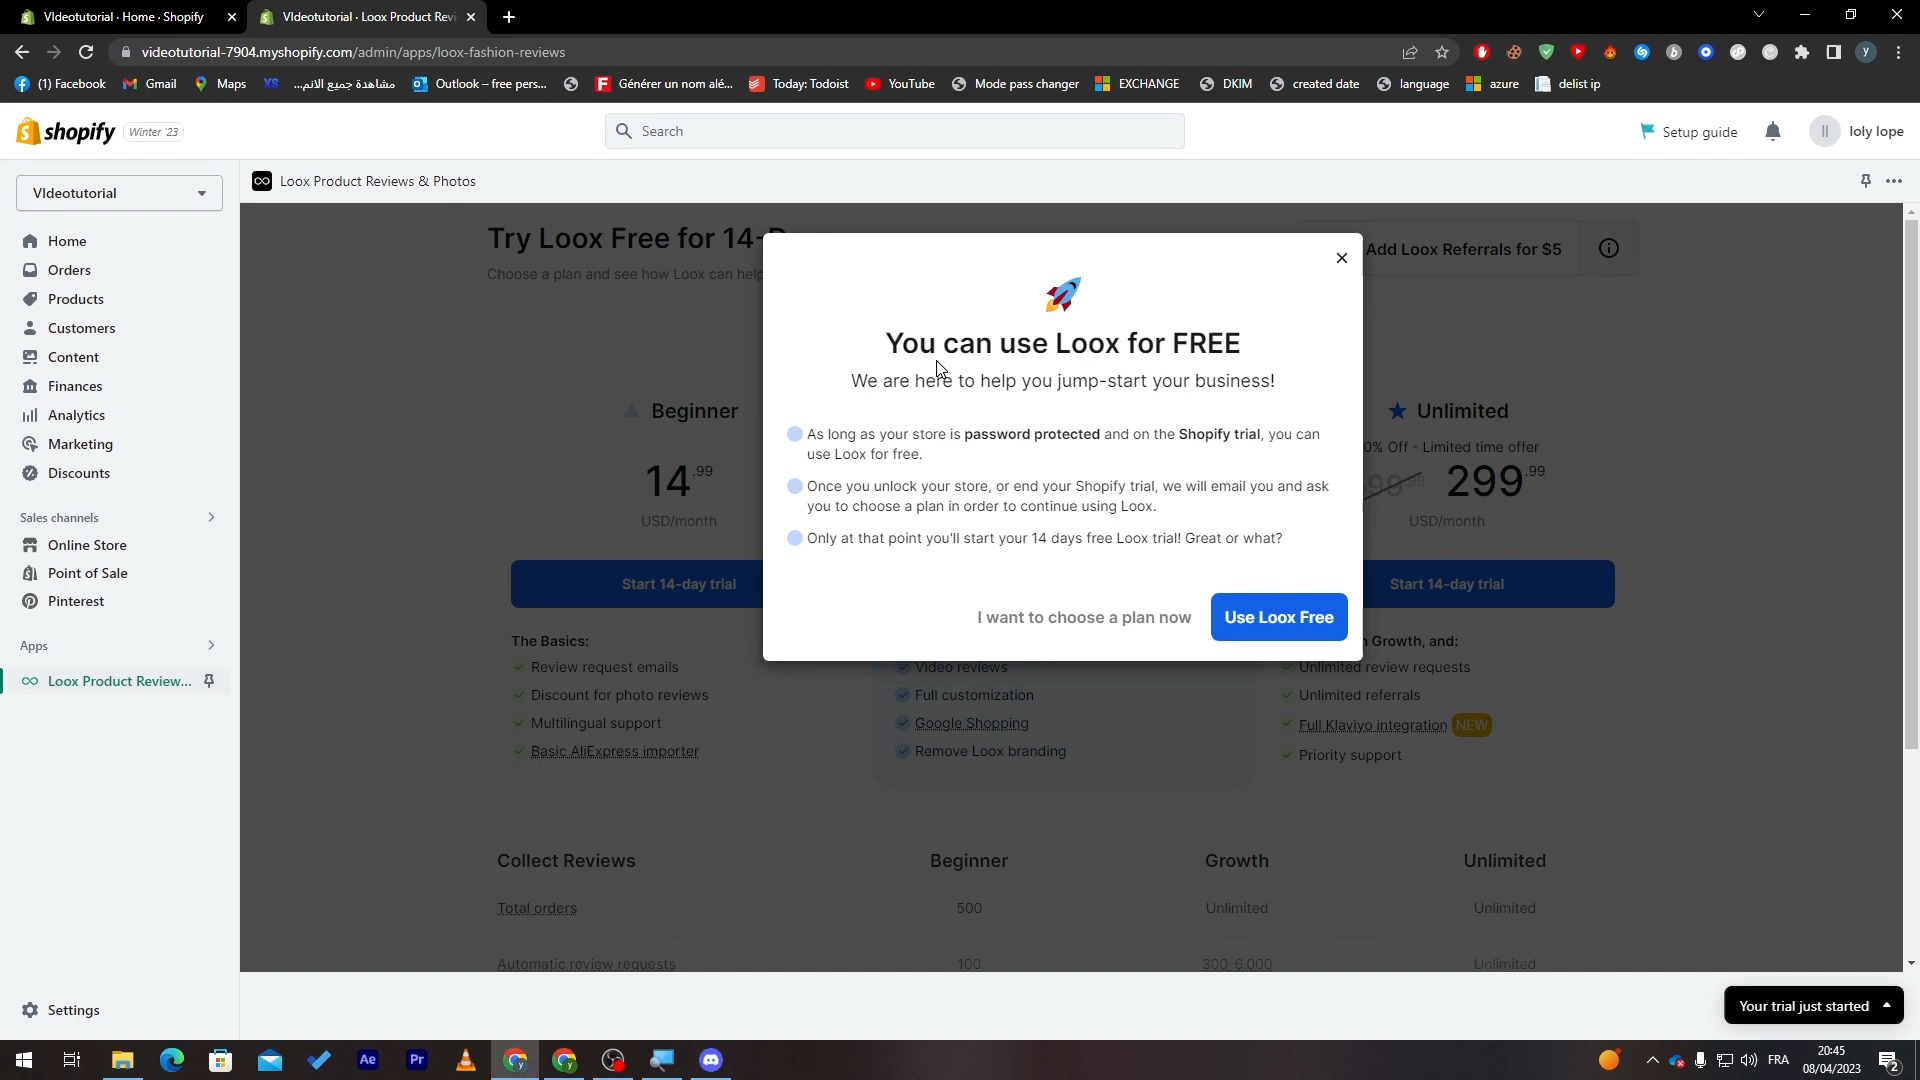 VIdeotutorial · Home · Shopify
VIdeotutorial · Loox Product Revi
videotutorial-7904.myshopify.com/admin/apps/loox-fashion-reviews
(1) Facebook
Gmail
Maps
XS
مشاهدة جميع الانم...
Outlook – free pers...
Générer un nom alé...
Today: Todoist
YouTube
Mode pass changer
EXCHANGE
DKIM
created date
language
azure
delist ip
shopify
Winter '23
Search
Setup guide
loly lope
VIdeotutorial
Loox Product Reviews & Photos
Home
Orders
Products
Customers
Content
Finances
Analytics
Marketing
Discounts
Sales channels
Online Store
Point of Sale
Pinterest
Apps
Loox Product Review...
Settings
Try Loox Free for 14-D
Choose a plan and see how Loox can help
Add Loox Referrals for $5
You can use Loox for FREE
We are here to help you jump-start your business!
As long as your store is password protected and on the Shopify trial, you can
use Loox for free.
Once you unlock your store, or end your Shopify trial, we will email you and ask
you to choose a plan in order to continue using Loox.
Only at that point you'll start your 14 days free Loox trial! Great or what?
I want to choose a plan now
Use Loox Free
Beginner
14.99
USD/month
Start 14-day trial
The Basics:
Review request emails
Discount for photo reviews
Multilingual support
Basic AliExpress importer
Video reviews
Full customization
Google Shopping
Remove Loox branding
Unlimited
0% Off - Limited time offer
99.99 299.99
USD/month
Start 14-day trial
n Growth, and:
Unlimited review requests
Unlimited referrals
Full Klaviyo integration NEW
Priority support
Collect Reviews Beginner Growth Unlimited
Total orders 500 Unlimited Unlimited
Automatic review requests 100 300-6,000 Unlimited
Your trial just started
Ae
Pr
FRA
20:45
08/04/2023
2